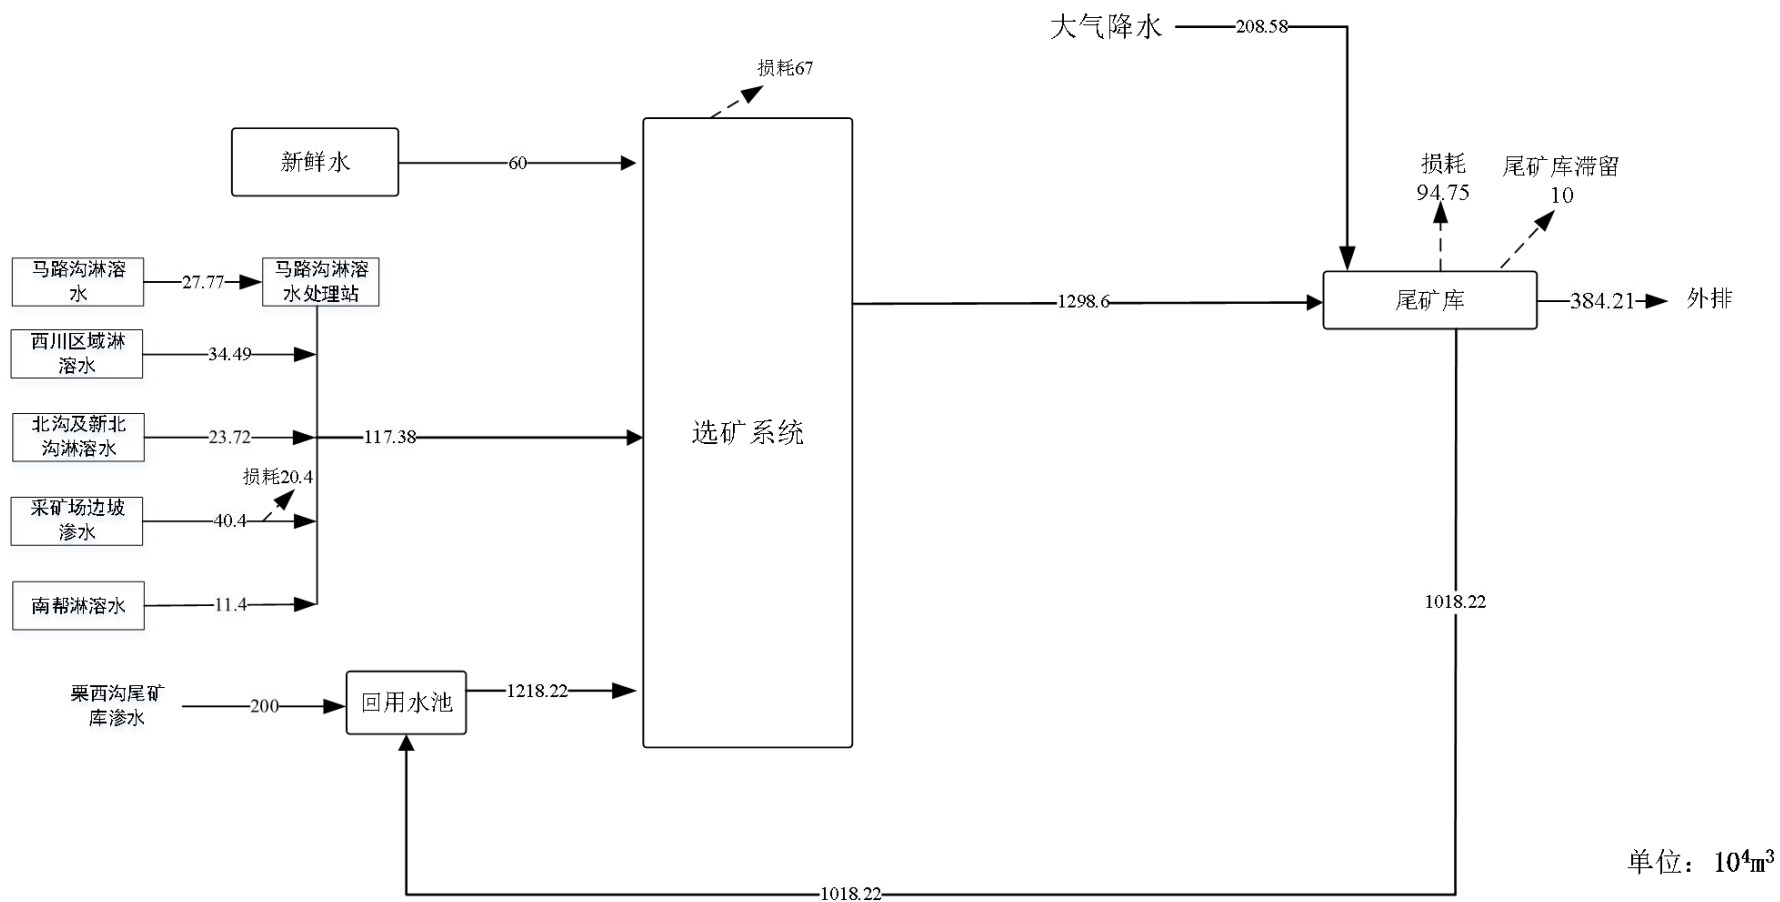 大气降水
208.58
损耗67
新鲜水
60
损耗
94.75
尾矿库滞留
10
马路沟淋溶
水
27.77
马路沟淋溶
水处理站
1298.6
尾矿库
384.21
外排
西川区域淋
溶水
34.49
北沟及新北
沟淋溶水
23.72
117.38
选矿系统
损耗20.4
采矿场边坡
渗水
40.4
南帮淋溶水
11.4
1018.22
栗西沟尾矿
库渗水
200
回用水池
1218.22
1018.22
单位：10⁴m³